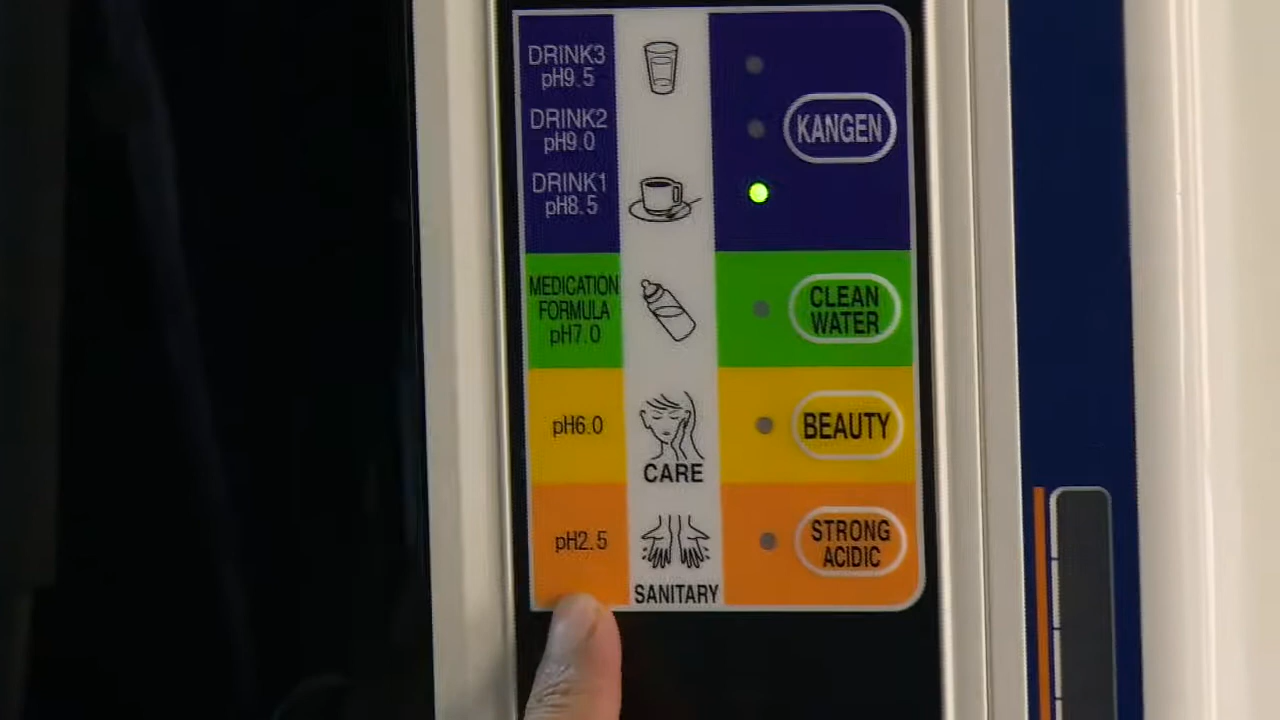 DRINK3
pH9.5
DRINK2
pH9.0
KANGEN
DRINK1
pH8.5
MEDICATION
FORMULA
pH7.0
CLEAN
WATER
pH6.0
CARE
BEAUTY
pH2.5
SANITARY
STRONG
ACIDIC